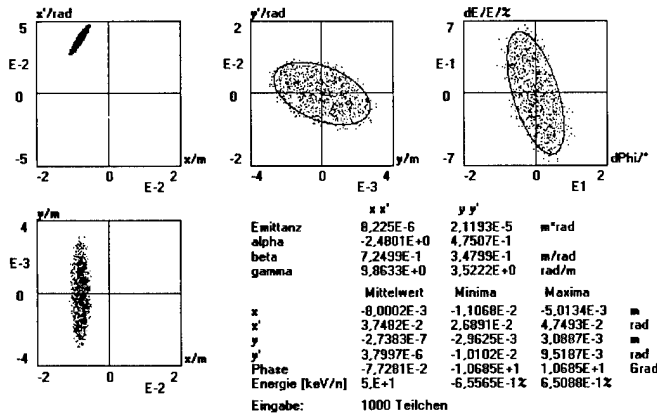 x'/rad
5
E-2
0
-5
-2 0 2
E-2
x/m
y'/rad
2
E-2
0
-2
-4 0 4
E-3
y/m
dE/E/%
7
E-1
0
-7
-2 0 2
E1
dPhi/°
y/m
4
E-3
0
-4
-2 0 2
E-2
x/m
x x' y y'
Emittanz 8,225E-6 2,1193E-5 m*rad
alpha -2,4801E+0 4,7507E-1
beta 7,2499E-1 3,4799E-1 m/rad
gamma 9,8633E+0 3,5222E+0 rad/m
Mittelwert Minima Maxima
x -8,0002E-3 -1,1068E-2 -5,0134E-3 m
x' 3,7482E-2 2,6891E-2 4,7493E-2 rad
y -2,7383E-7 -2,9625E-3 3,0887E-3 m
y' 3,7997E-6 -1,0102E-2 9,5187E-3 rad
Phase -7,7281E-2 -1,0685E+1 1,0685E+1 Grad
Energie [keV/n] 5,E+1 -6,5565E-1% 6,5088E-1%
Eingabe: 1000 Teilchen